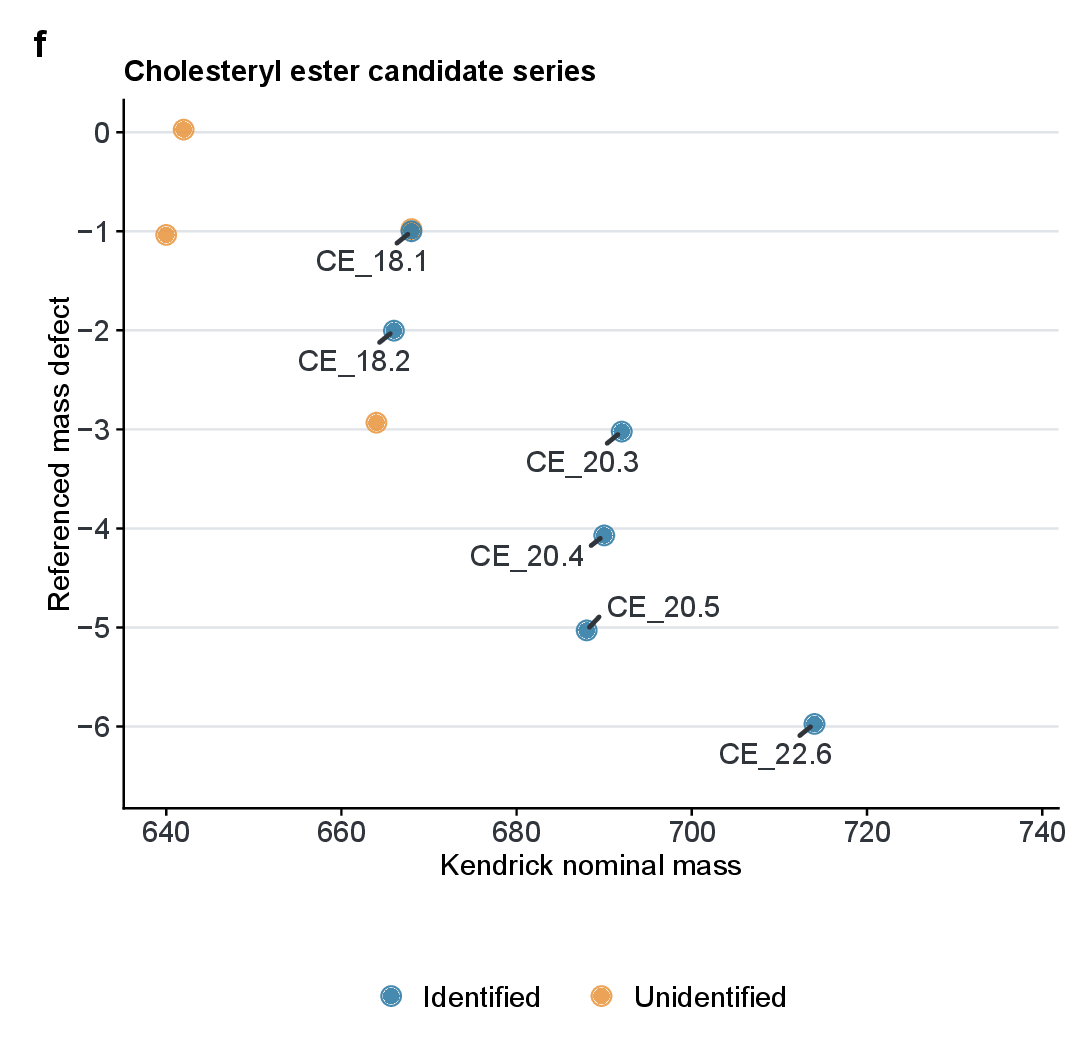 f
Cholesteryl ester candidate series
Referenced mass defect
0
−1
−2
−3
−4
−5
−6
CE_18.1
CE_18.2
CE_20.3
CE_20.4
CE_20.5
CE_22.6
640 660 680 700 720 740
Kendrick nominal mass
Identified Unidentified